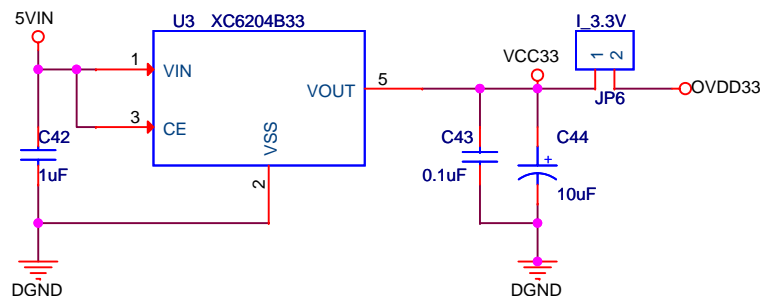 5VIN
U3 XC6204B33
I_3.3V
1
VIN
VCC33
1
2
VOUT
5
OVDD33
JP6
3
CE
VSS
C42
1uF
C43
0.1uF
C44
+
10uF
2
DGND
DGND